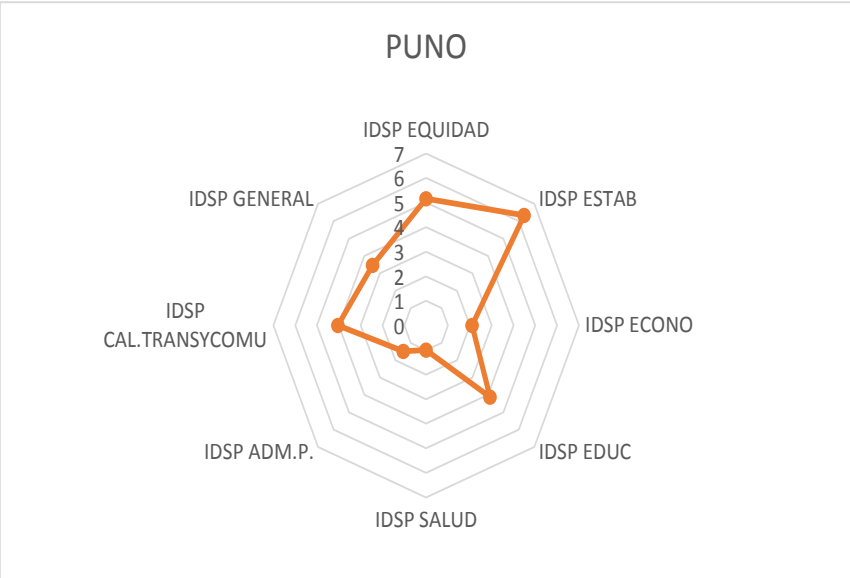 PUNO
IDSP EQUIDAD
7
6
5
4
3
2
1
0
IDSP ESTAB
IDSP ECONO
IDSP EDUC
IDSP SALUD
IDSP ADM.P.
IDSP
CAL.TRANSYCOMU
IDSP GENERAL